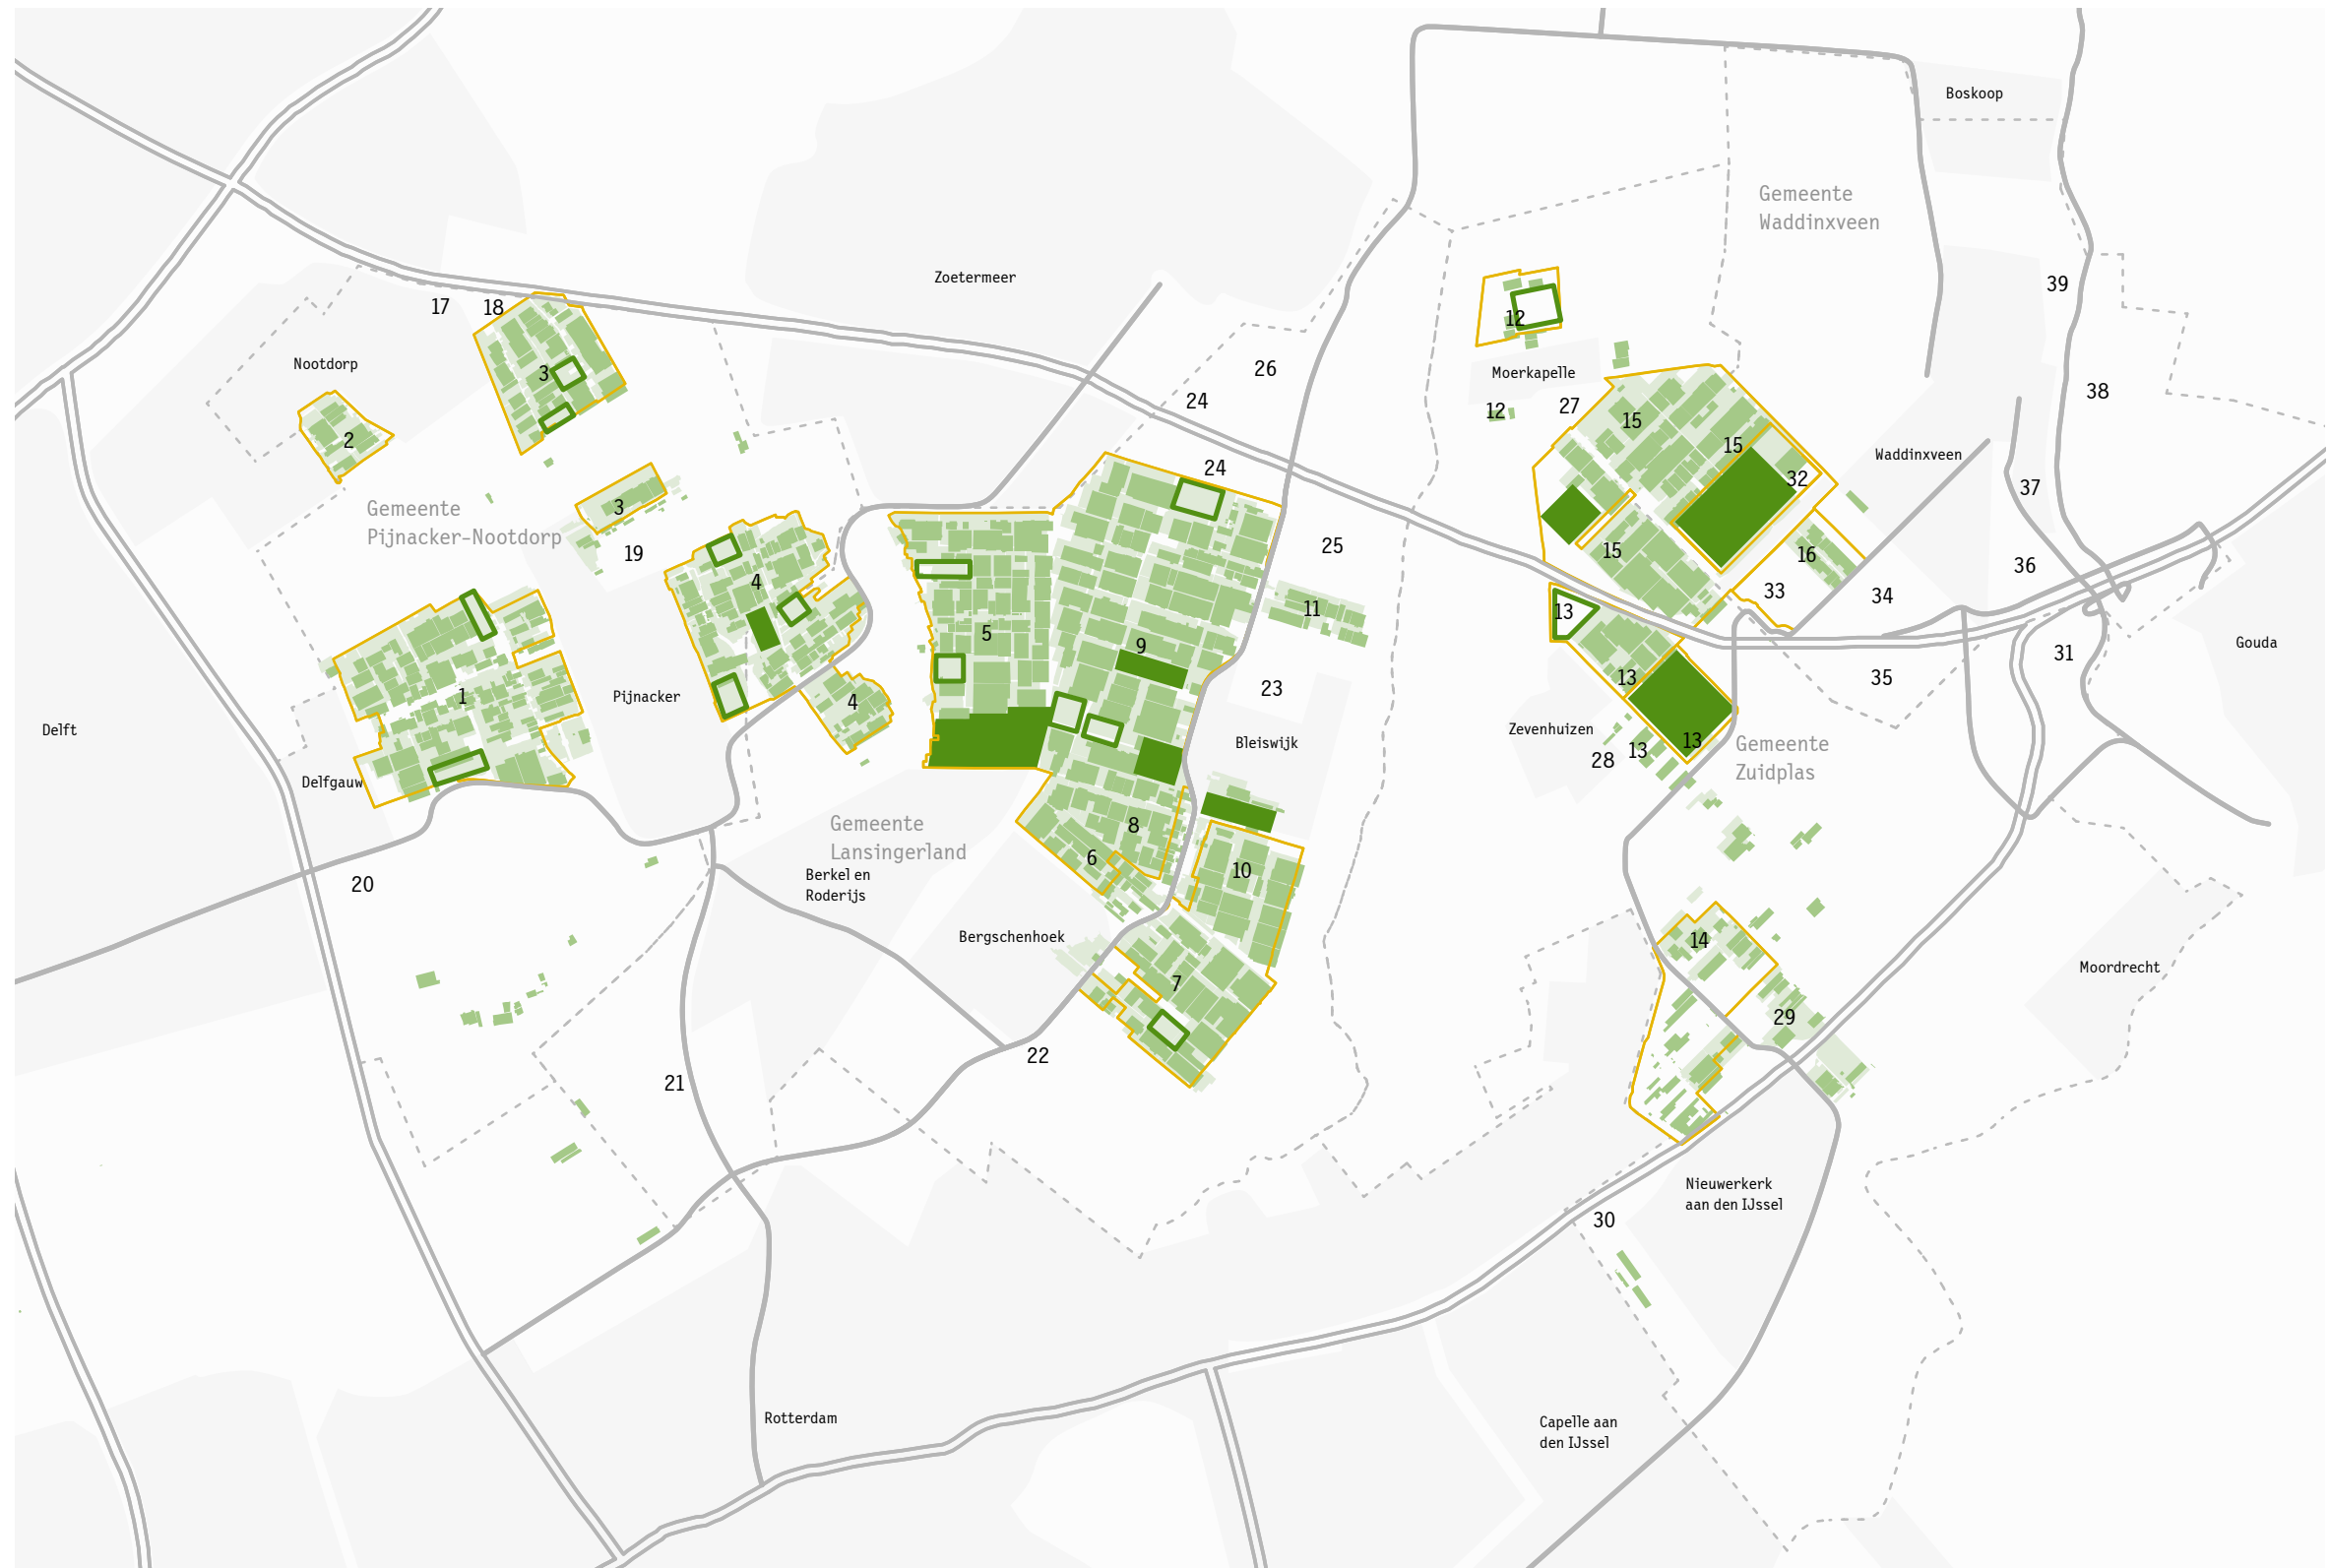 Boskoop
Gemeente
Waddinxveen
Zoetermeer
39
17
18
12
Nootdorp
26
Moerkapelle
3
24
38
12
27
15
2
15
Waddinxveen
24
32
37
3
Gemeente
Pijnacker-Nootdorp
19
25
15
16
36
4
33
34
11
13
5
9
Gouda
31
13
35
23
1
Pijnacker
4
Delft
Zevenhuizen
Bleiswijk
13
13
28
Gemeente
Zuidplas
Delfgauw
Gemeente
Lansingerland
8
6
10
Berkel en
Roderijs
20
Bergschenhoek
14
Moordrecht
7
29
22
21
Nieuwerkerk
aan den IJssel
30
Rotterdam
Capelle aan
den IJssel